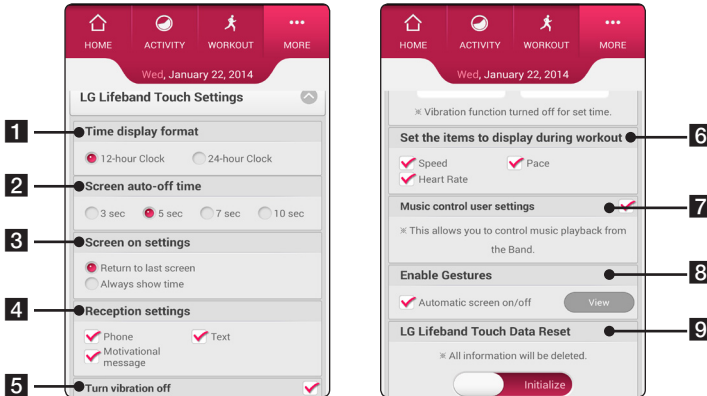 HOME ACTIVITY WORKOUT MORE
Wed, January 22, 2014
LG Lifeband Touch Settings
1 Time display format
12-hour Clock 24-hour Clock
2 Screen auto-off time
3 sec 5 sec 7 sec 10 sec
3 Screen on settings
Return to last screen
Always show time
4 Reception settings
Phone Text
Motivational
message
5 Turn vibration off
HOME ACTIVITY WORKOUT MORE
Wed, January 22, 2014
※ Vibration function turned off for set time.
Set the items to display during workout 6
Speed Pace
Heart Rate
Music control user settings 7
※ This allows you to control music playback from
the Band.
Enable Gestures 8
Automatic screen on/off View
LG Lifeband Touch Data Reset 9
※ All information will be deleted.
Initialize